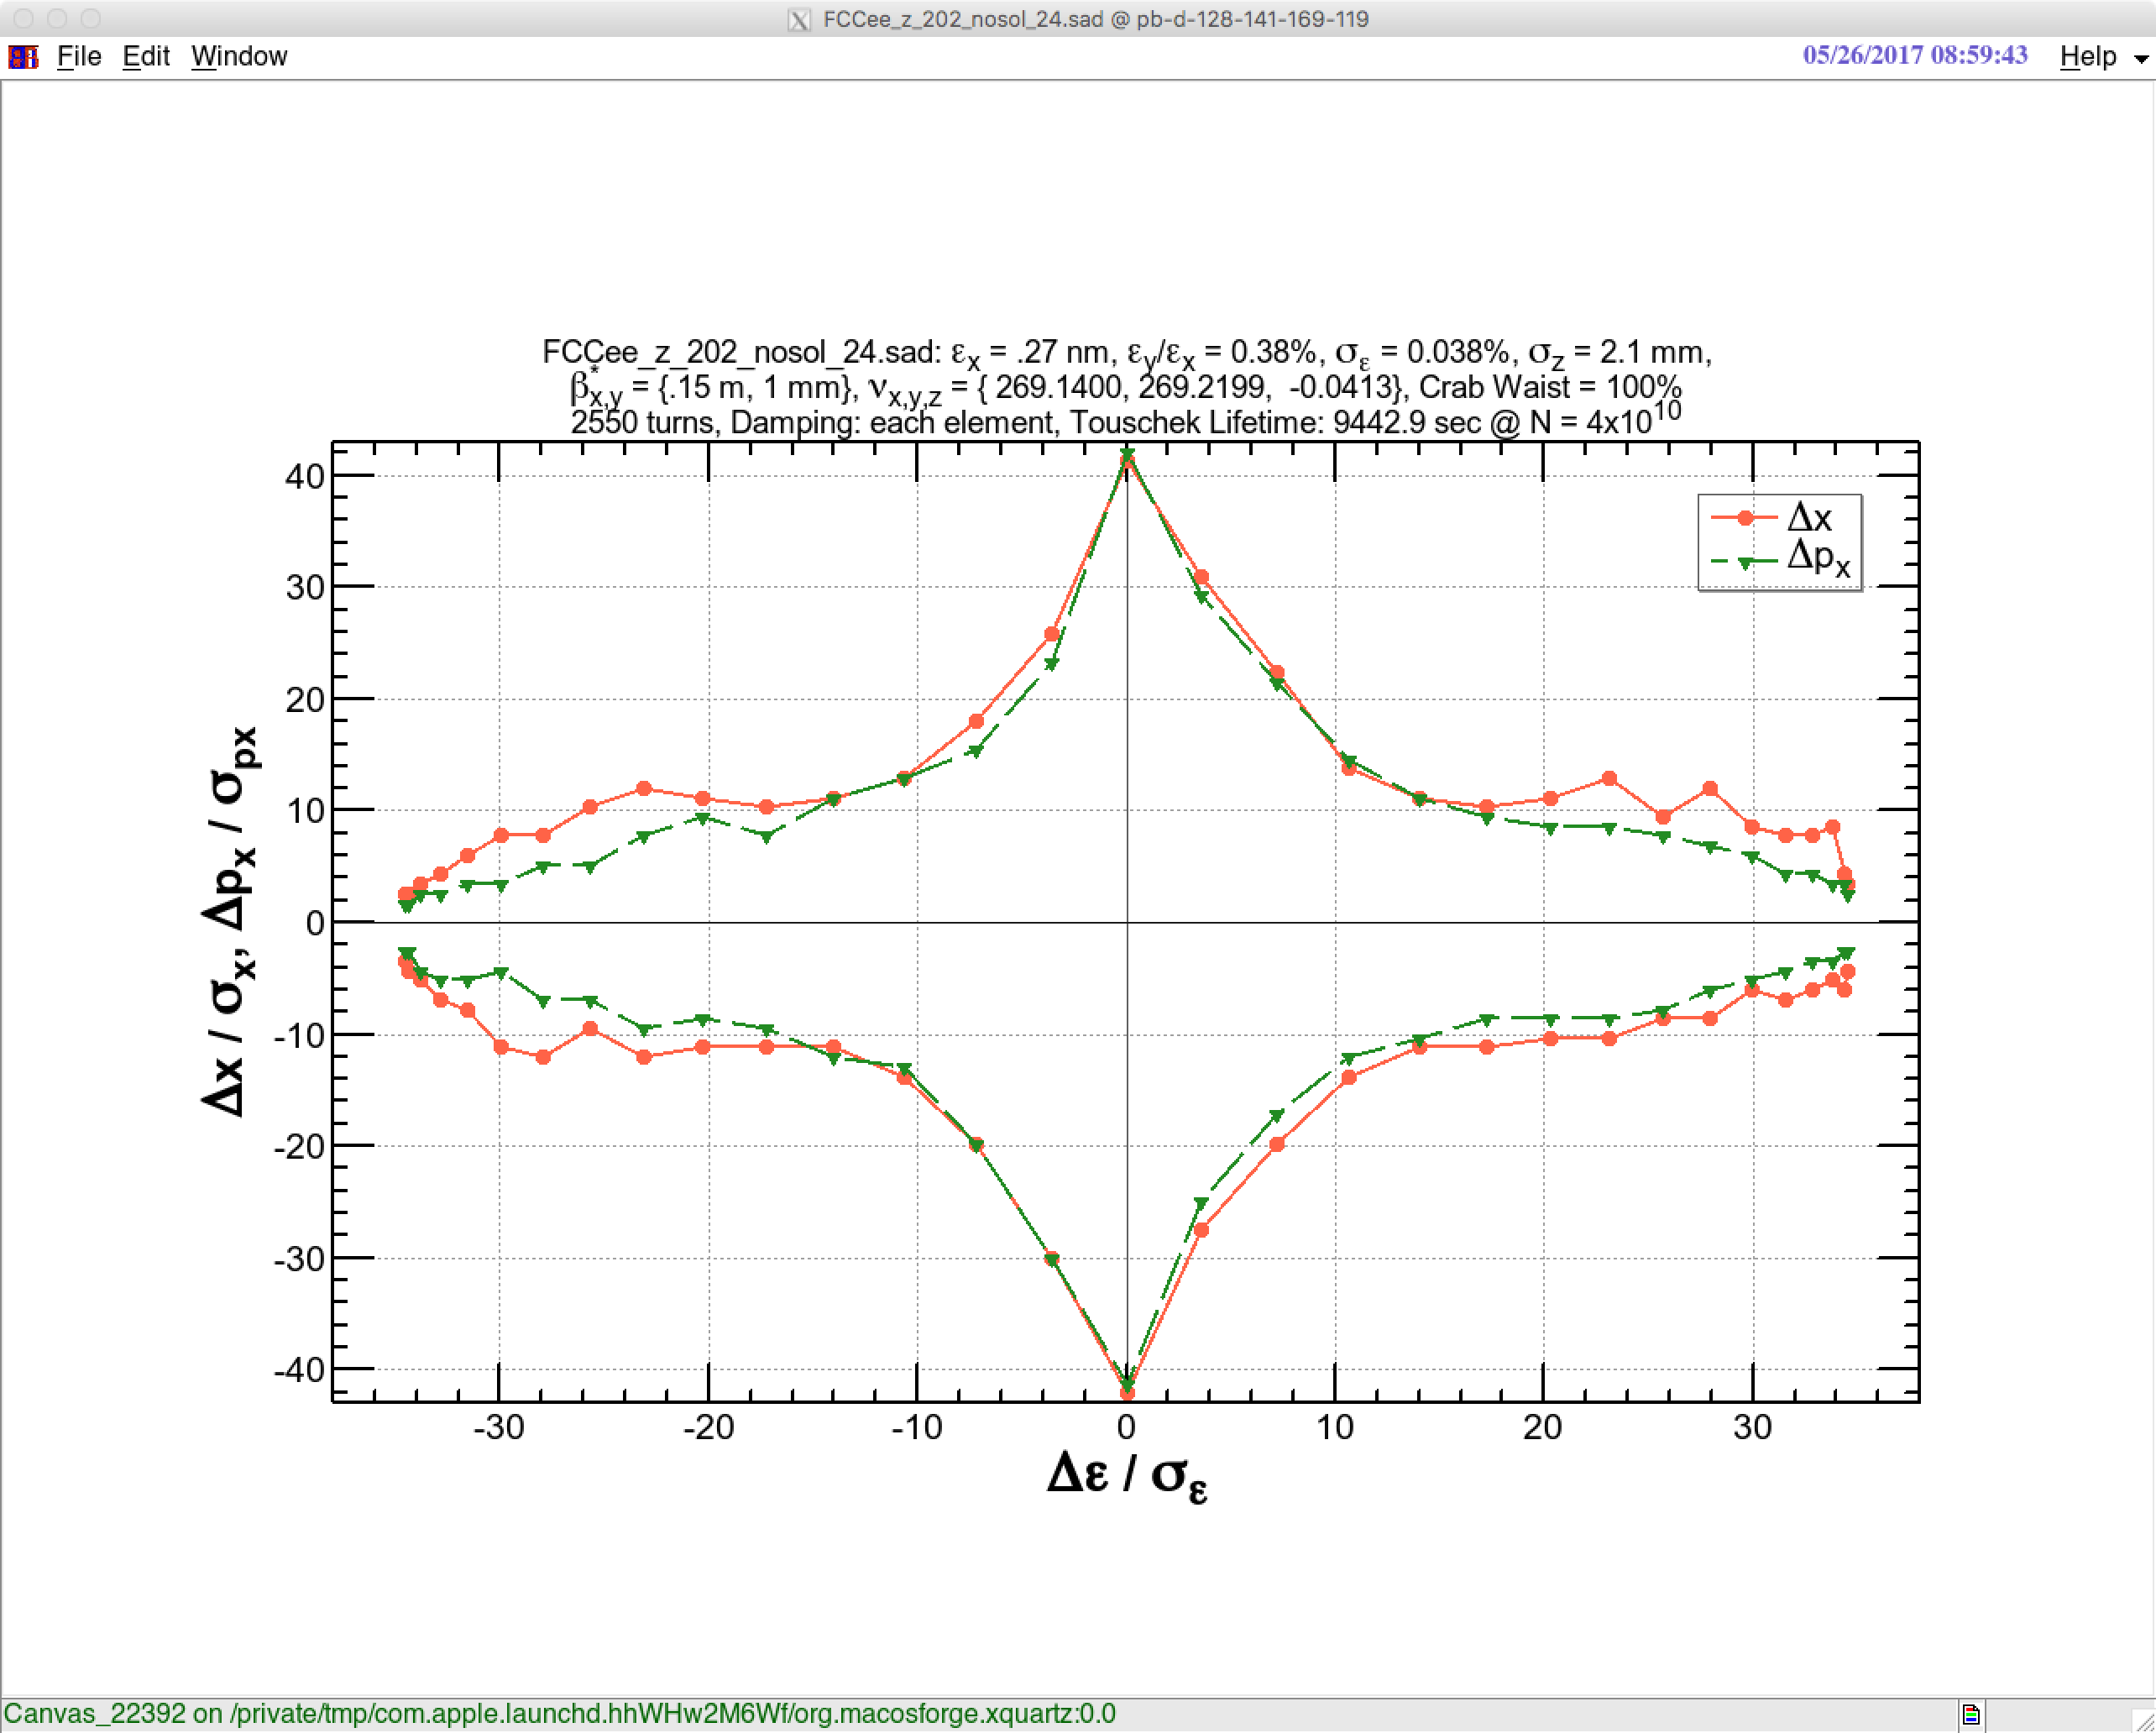 FCCee_z_202_nosol_24.sad @ pb-d-128-141-169-119
File Edit Window 05/26/2017 08:59:43 Help
FCCee_z_202_nosol_24.sad: εx = .27 nm, εy/εx = 0.38%, σε = 0.038%, σz = 2.1 mm,
β*x,y = {.15 m, 1 mm}, νx,y,z = { 269.1400, 269.2199, -0.0413}, Crab Waist = 100%
2550 turns, Damping: each element, Touschek Lifetime: 9442.9 sec @ N = 4x10^10
Δx
Δpx
40
30
20
10
0
-10
-20
-30
-40
Δx / σx, Δpx / σpx
-30 -20 -10 0 10 20 30
Δε / σε
Canvas_22392 on /private/tmp/com.apple.launchd.hhWHw2M6Wf/org.macosforge.xquartz:0.0